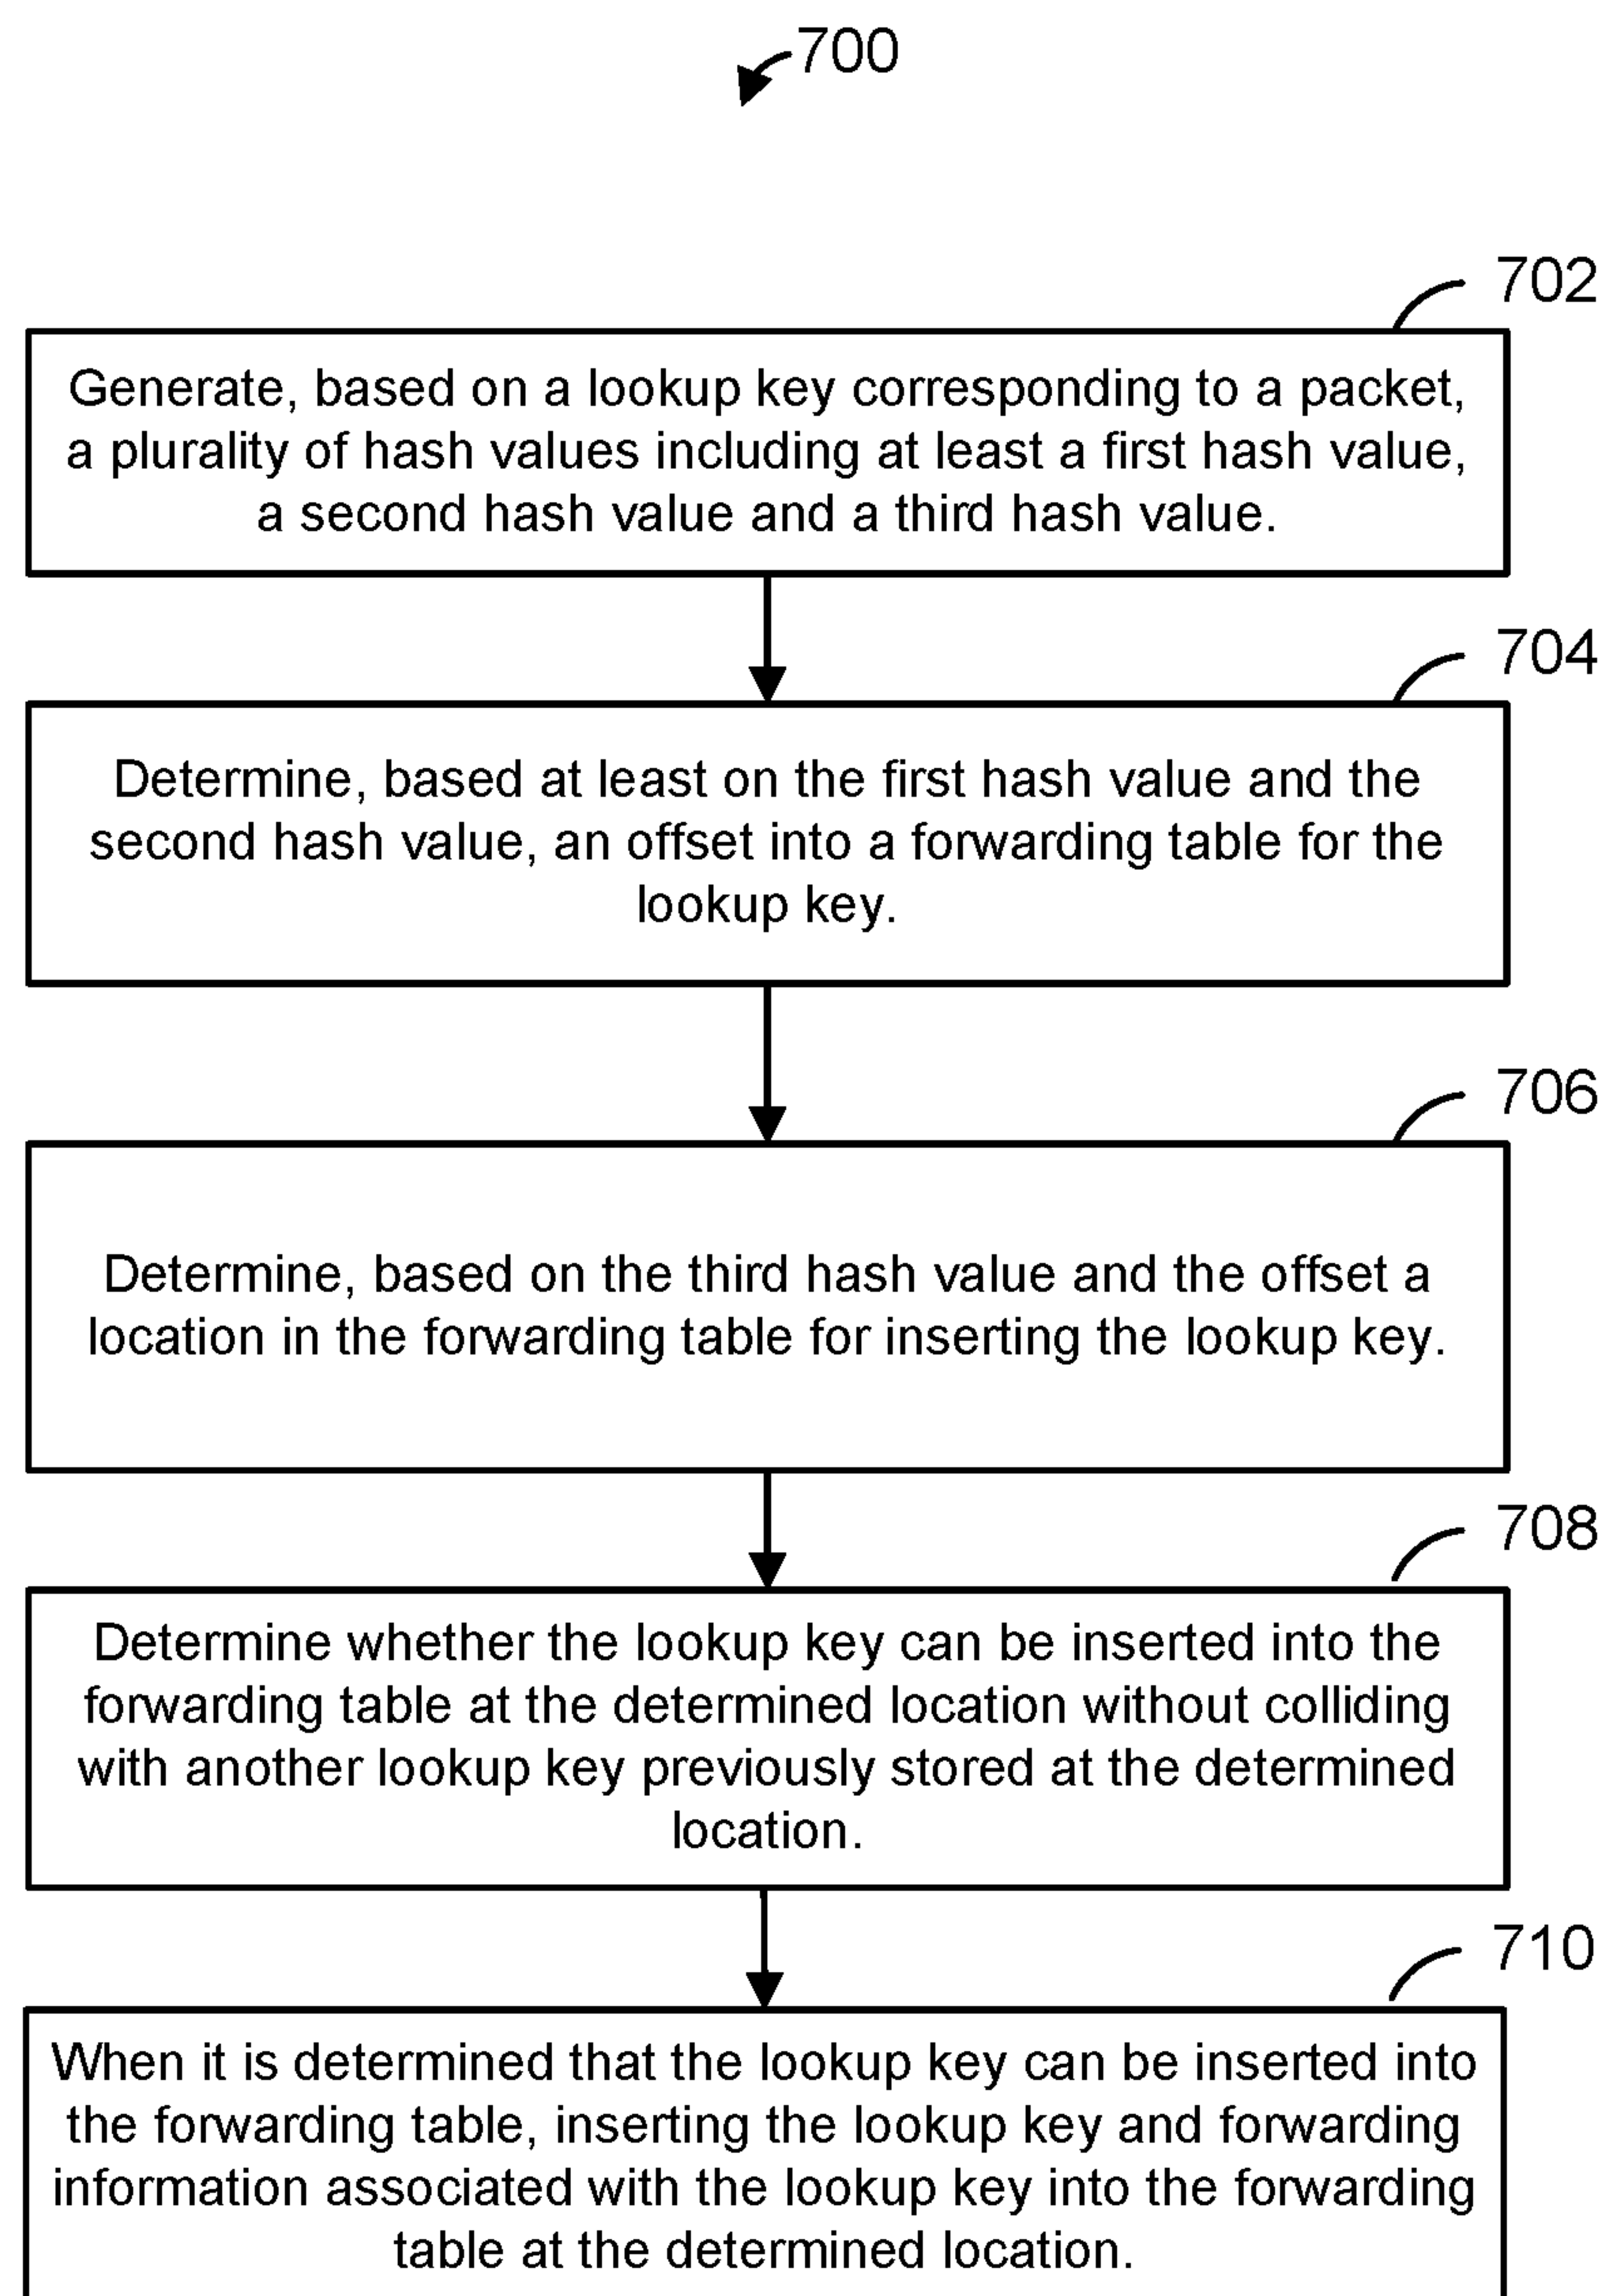 700
702
Generate, based on a lookup key corresponding to a packet,
a plurality of hash values including at least a first hash value,
a second hash value and a third hash value.
704
Determine, based at least on the first hash value and the
second hash value, an offset into a forwarding table for the
lookup key.
706
Determine, based on the third hash value and the offset a
location in the forwarding table for inserting the lookup key.
708
Determine whether the lookup key can be inserted into the
forwarding table at the determined location without colliding
with another lookup key previously stored at the determined
location.
710
When it is determined that the lookup key can be inserted into
the forwarding table, inserting the lookup key and forwarding
information associated with the lookup key into the forwarding
table at the determined location.